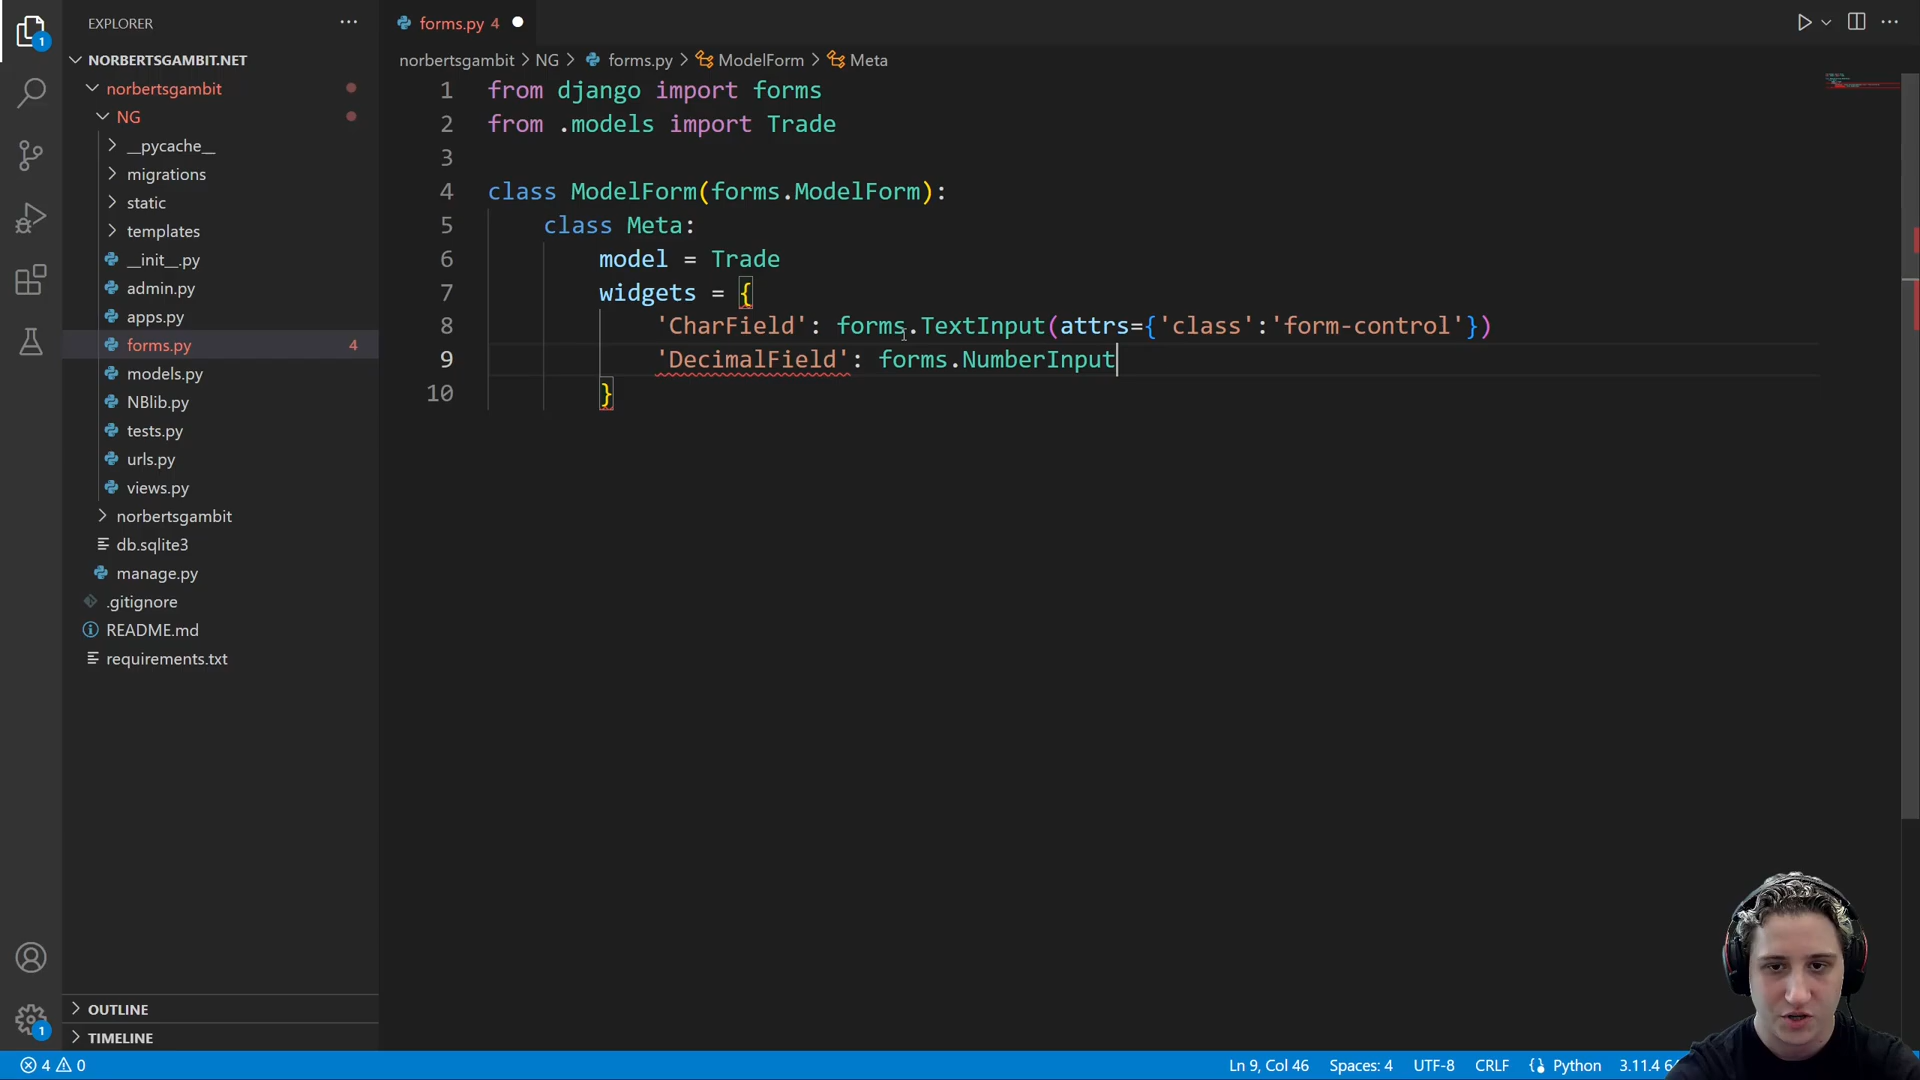 EXPLORER
NORBERTSGAMBIT.NET
norbertsgambit
NG
__pycache__
migrations
static
templates
__init__.py
admin.py
apps.py
forms.py 4
models.py
NBlib.py
tests.py
urls.py
views.py
norbertsgambit
db.sqlite3
manage.py
.gitignore
README.md
requirements.txt
OUTLINE
TIMELINE
1
1
forms.py 4
norbertsgambit > NG > forms.py > ModelForm > Meta
1 from django import forms
2 from .models import Trade
3
4 class ModelForm(forms.ModelForm):
5 class Meta:
6 model = Trade
7 widgets = {
8 'CharField': forms.TextInput(attrs={'class':'form-control'})
9 'DecimalField': forms.NumberInput
10 }
4 0
Ln 9, Col 46 Spaces: 4 UTF-8 CRLF Python 3.11.4